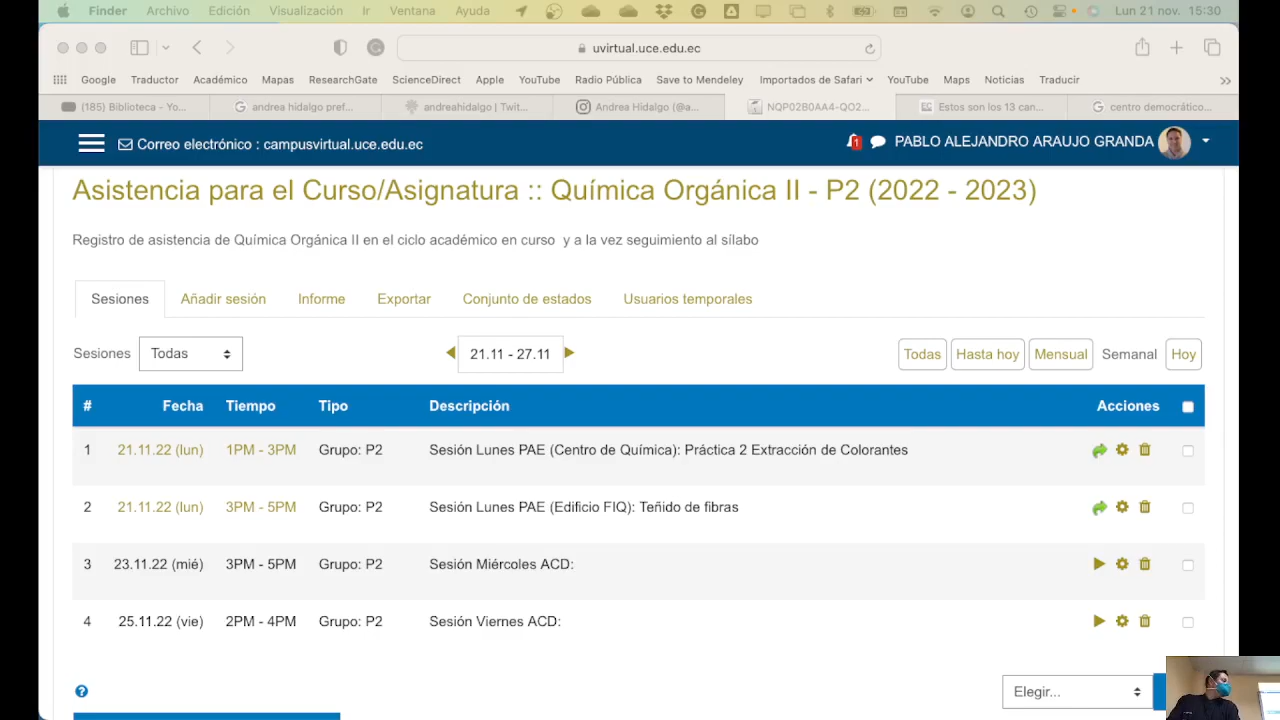 Finder Archivo Edición Visualización Ir Ventana Ayuda Lun 21 nov. 15:30
uvirtual.uce.edu.ec
Google Traductor Académico Mapas ResearchGate ScienceDirect Apple YouTube Radio Pública Save to Mendeley Importados de Safari YouTube Maps Noticias Traducir
(185) Biblioteca - Yo... andrea hidalgo pref... andreahidalgo | Twit... Andrea Hidalgo (@a... NQP02B0AA4-QO2... Estos son los 13 can... centro democrático...
Correo electrónico : campusvirtual.uce.edu.ec 1 PABLO ALEJANDRO ARAUJO GRANDA
Asistencia para el Curso/Asignatura :: Química Orgánica II - P2 (2022 - 2023)
Registro de asistencia de Química Orgánica II en el ciclo académico en curso y a la vez seguimiento al sílabo
Sesiones Añadir sesión Informe Exportar Conjunto de estados Usuarios temporales
Sesiones Todas 21.11 - 27.11 Todas Hasta hoy Mensual Semanal Hoy
# Fecha Tiempo Tipo Descripción Acciones
1 21.11.22 (lun) 1PM - 3PM Grupo: P2 Sesión Lunes PAE (Centro de Química): Práctica 2 Extracción de Colorantes
2 21.11.22 (lun) 3PM - 5PM Grupo: P2 Sesión Lunes PAE (Edificio FIQ): Teñido de fibras
3 23.11.22 (mié) 3PM - 5PM Grupo: P2 Sesión Miércoles ACD:
4 25.11.22 (vie) 2PM - 4PM Grupo: P2 Sesión Viernes ACD:
? Elegir...